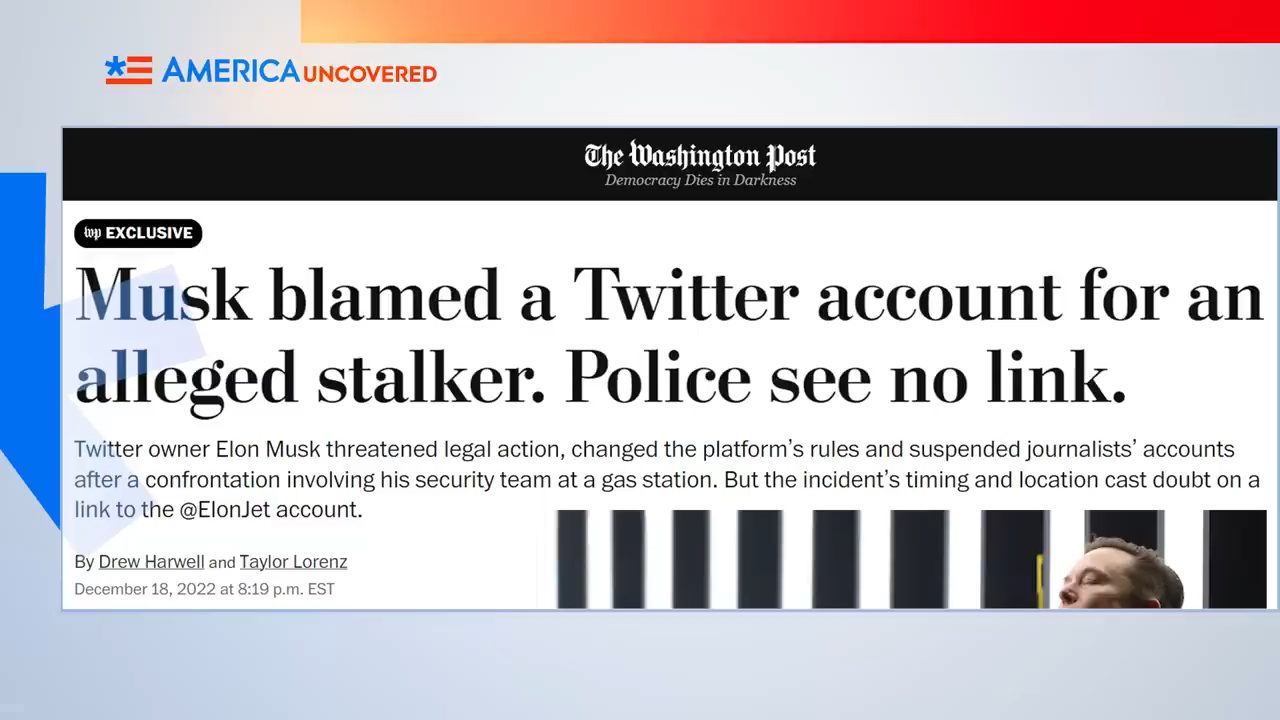 AMERICA UNCOVERED
The Washington Post
Democracy Dies in Darkness
wp EXCLUSIVE
Musk blamed a Twitter account for an
alleged stalker. Police see no link.
Twitter owner Elon Musk threatened legal action, changed the platform’s rules and suspended journalists’ accounts
after a confrontation involving his security team at a gas station. But the incident’s timing and location cast doubt on a
link to the @ElonJet account.
By Drew Harwell and Taylor Lorenz
December 18, 2022 at 8:19 p.m. EST